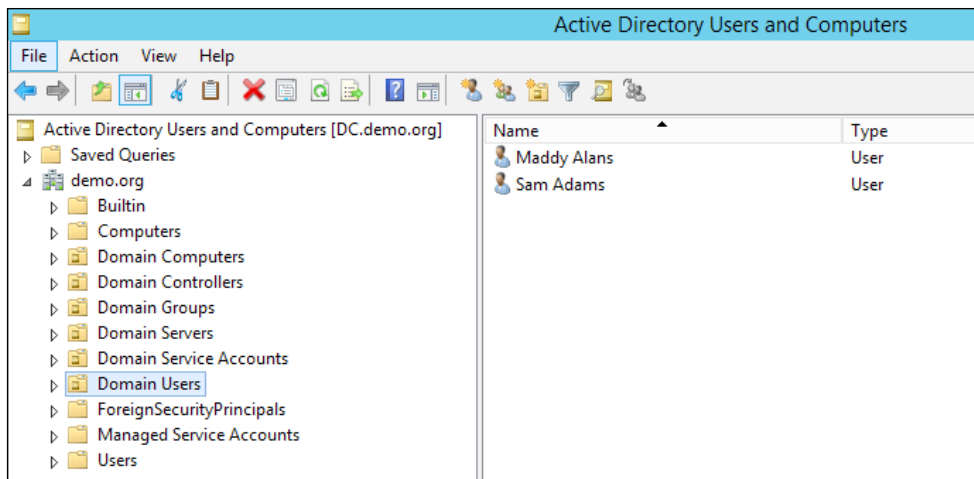 Active Directory Users and Computers
File Action View Help
Active Directory Users and Computers [DC.demo.org]
Saved Queries
demo.org
Builtin
Computers
Domain Computers
Domain Controllers
Domain Groups
Domain Servers
Domain Service Accounts
Domain Users
ForeignSecurityPrincipals
Managed Service Accounts
Users
Name Type
Maddy Alans User
Sam Adams User